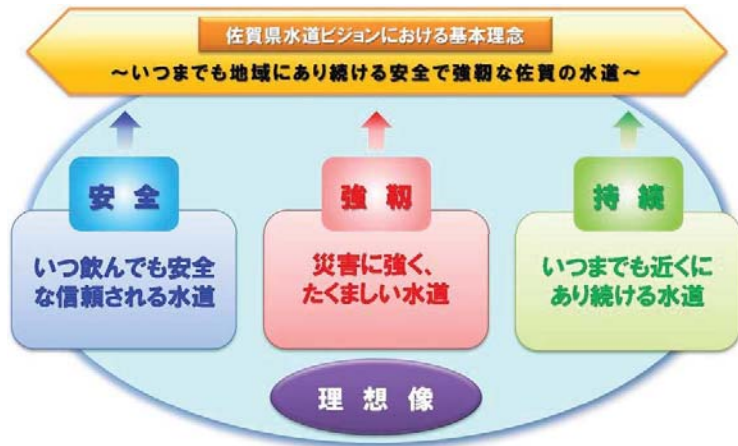 佐賀県水道ビジョンにおける基本理念
～いつまでも地域にあり続ける安全で強靭な佐賀の水道～
安全
いつ飲んでも安全
な信頼される水道
強靭
災害に強く、
たくましい水道
持続
いつまでも近くに
あり続ける水道
理想像